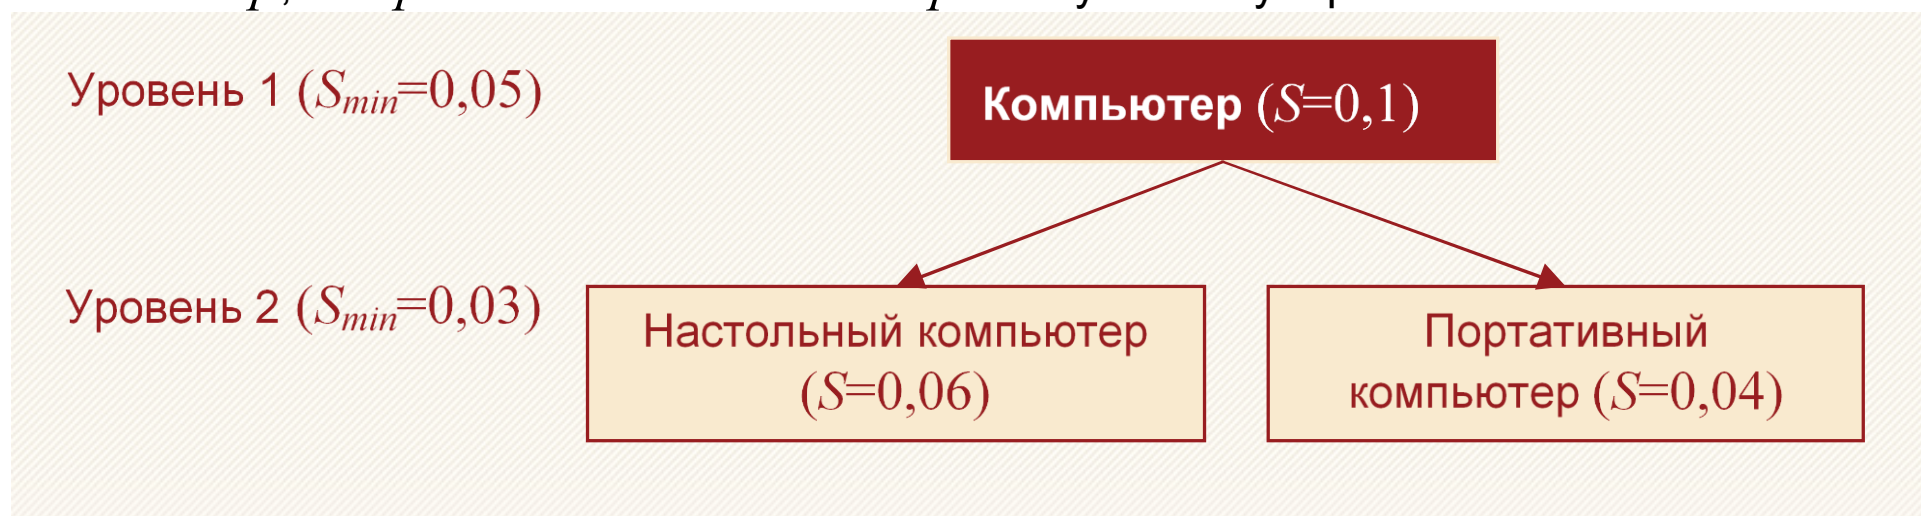 Уровень 1 (Smin=0,05)
Компьютер (S=0,1)
Уровень 2 (Smin=0,03)
Настольный компьютер
(S=0,06)
Портативный
компьютер (S=0,04)